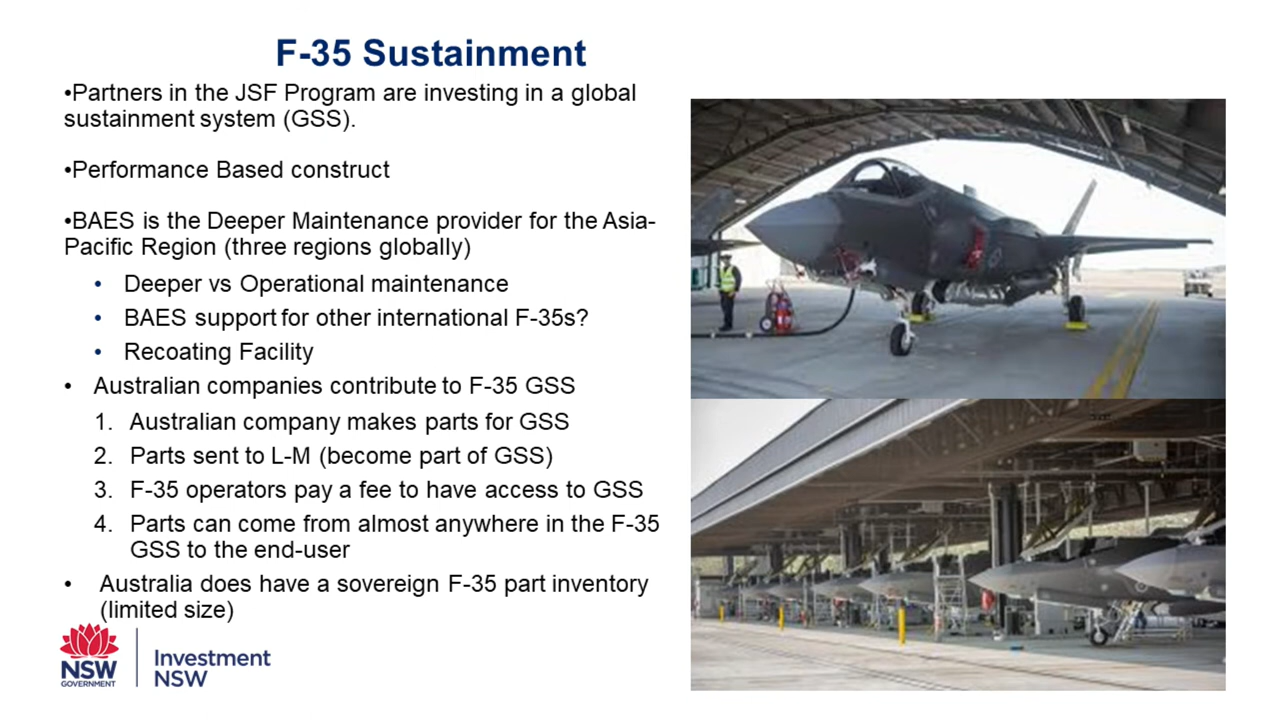 F-35 Sustainment
•Partners in the JSF Program are investing in a global
sustainment system (GSS).
•Performance Based construct
•BAES is the Deeper Maintenance provider for the Asia-
Pacific Region (three regions globally)
• Deeper vs Operational maintenance
• BAES support for other international F-35s?
• Recoating Facility
• Australian companies contribute to F-35 GSS
1. Australian company makes parts for GSS
2. Parts sent to L-M (become part of GSS)
3. F-35 operators pay a fee to have access to GSS
4. Parts can come from almost anywhere in the F-35
GSS to the end-user
• Australia does have a sovereign F-35 part inventory
(limited size)
NSW
GOVERNMENT
Investment
NSW